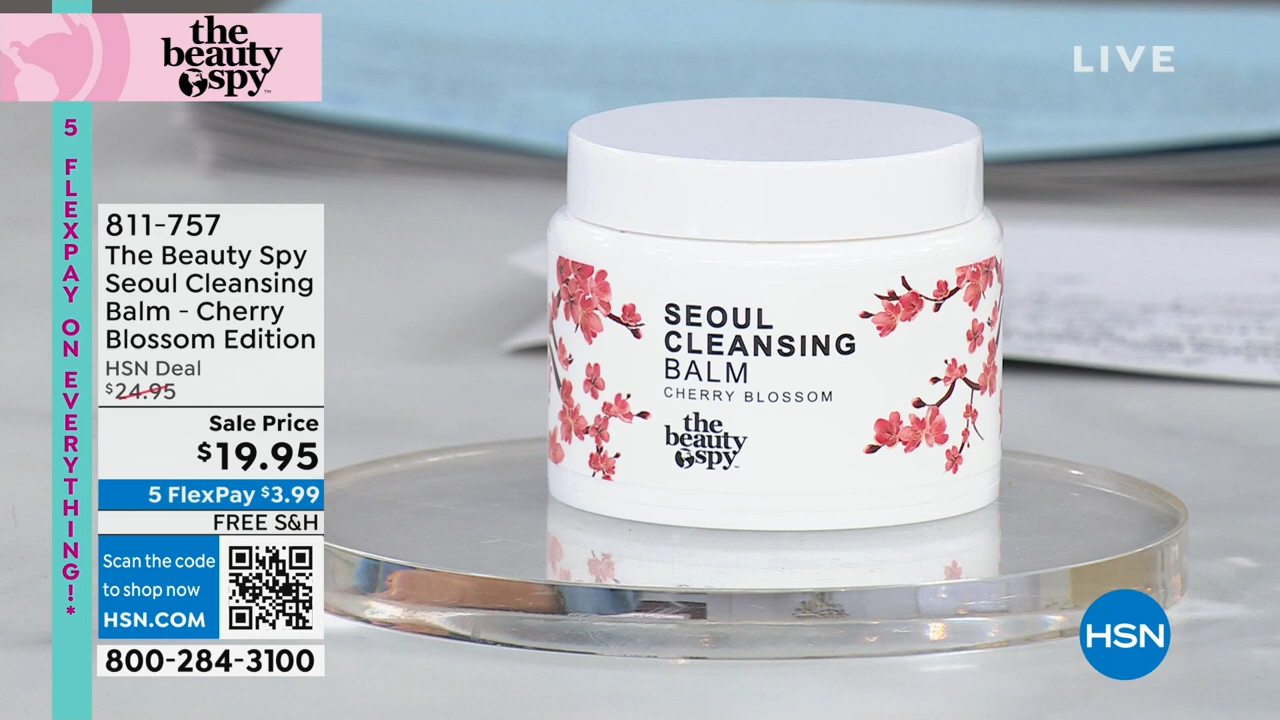 the
beauty
spy™
LIVE
5 FLEXPAY ON EVERYTHING!*
811-757
The Beauty Spy
Seoul Cleansing
Balm - Cherry
Blossom Edition
HSN Deal
$24.95
Sale Price
$19.95
5 FlexPay $3.99
FREE S&H
Scan the code
to shop now
HSN.COM
800-284-3100
SEOUL
CLEANSING
BALM
CHERRY BLOSSOM
the
beauty
spy™
HSN